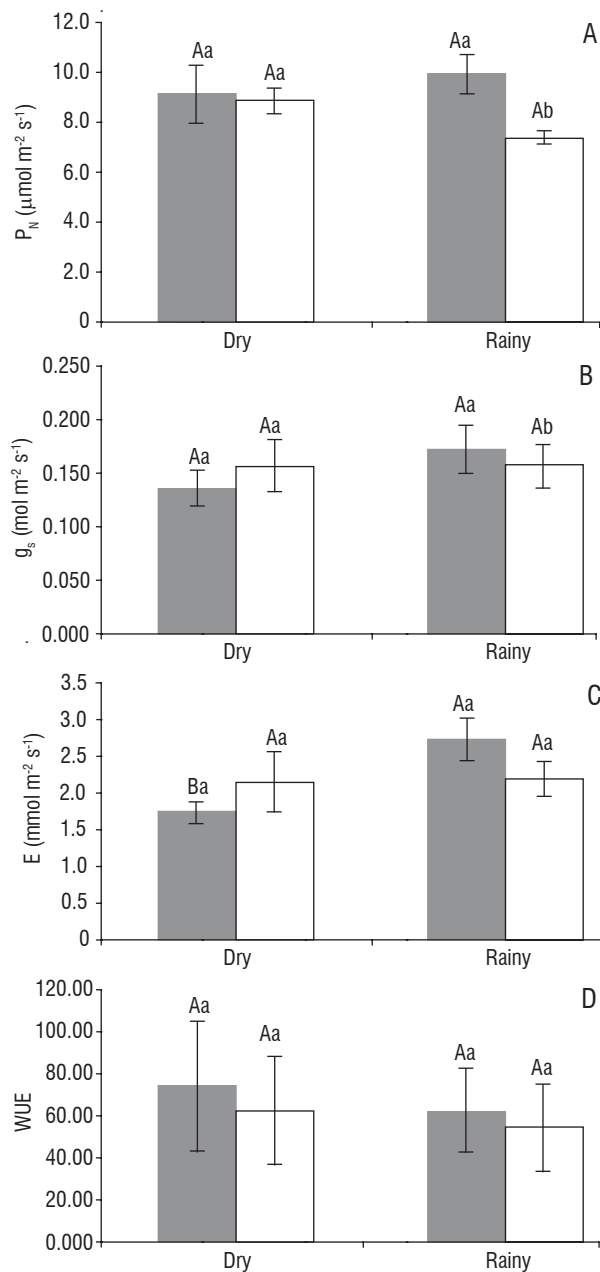 12.0
10.0
8.0
6.0
4.0
2.0
0
P_N (μmol m⁻² s⁻¹)
Aa
Aa
Aa
Ab
A
Dry
Rainy
0.250
0.200
0.150
0.100
0.050
0.000
g_s (mol m⁻² s⁻¹)
Aa
Aa
Aa
Ab
B
Dry
Rainy
3.5
3.0
2.5
2.0
1.5
1.0
0.5
0
E (mmol m⁻² s⁻¹)
Ba
Aa
Aa
Aa
C
Dry
Rainy
120.00
100.00
80.00
60.00
40.00
20.00
0.000
WUE
Aa
Aa
Aa
Aa
D
Dry
Rainy